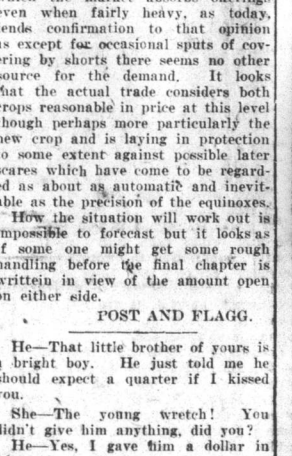 even when fairly heavy, as today,
lends confirmation to that opinion
as except for occasional sputs of cov-
ering by shorts there seems no other
source for the demand. It looks
that the actual trade considers both
crops reasonable in price at this level
though perhaps more particularly the
new crop and is laying in protection
to some extent against possible later
scares which have come to be regard-
ed as about as automatic and inevit-
able as the precision of the equinoxes.
How the situation will work out is
impossible to forecast but it looks as
if some one might get some rough
handling before the final chapter is
writtein in view of the amount open
on either side.
POST AND FLAGG.
He—That little brother of yours is
a bright boy. He just told me he
should expect a quarter if I kissed
you.
She—The young wretch! You
didn't give him anything, did you?
He—Yes, I gave him a dollar in